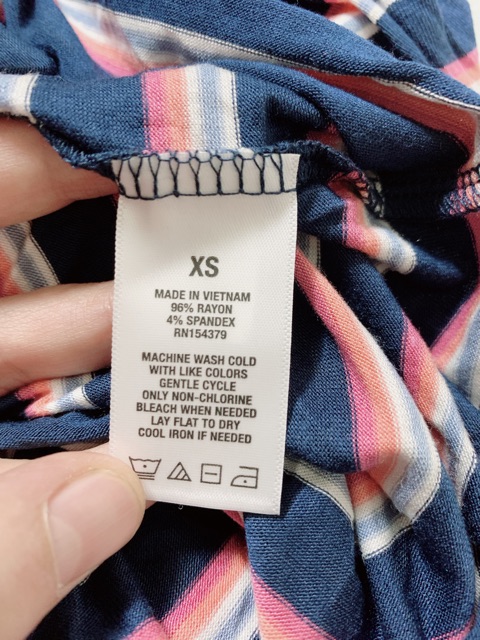 XS
MADE IN VIETNAM
96% RAYON
4% SPANDEX
RN154379
MACHINE WASH COLD
WITH LIKE COLORS
GENTLE CYCLE
ONLY NON-CHLORINE
BLEACH WHEN NEEDED
LAY FLAT TO DRY
COOL IRON IF NEEDED